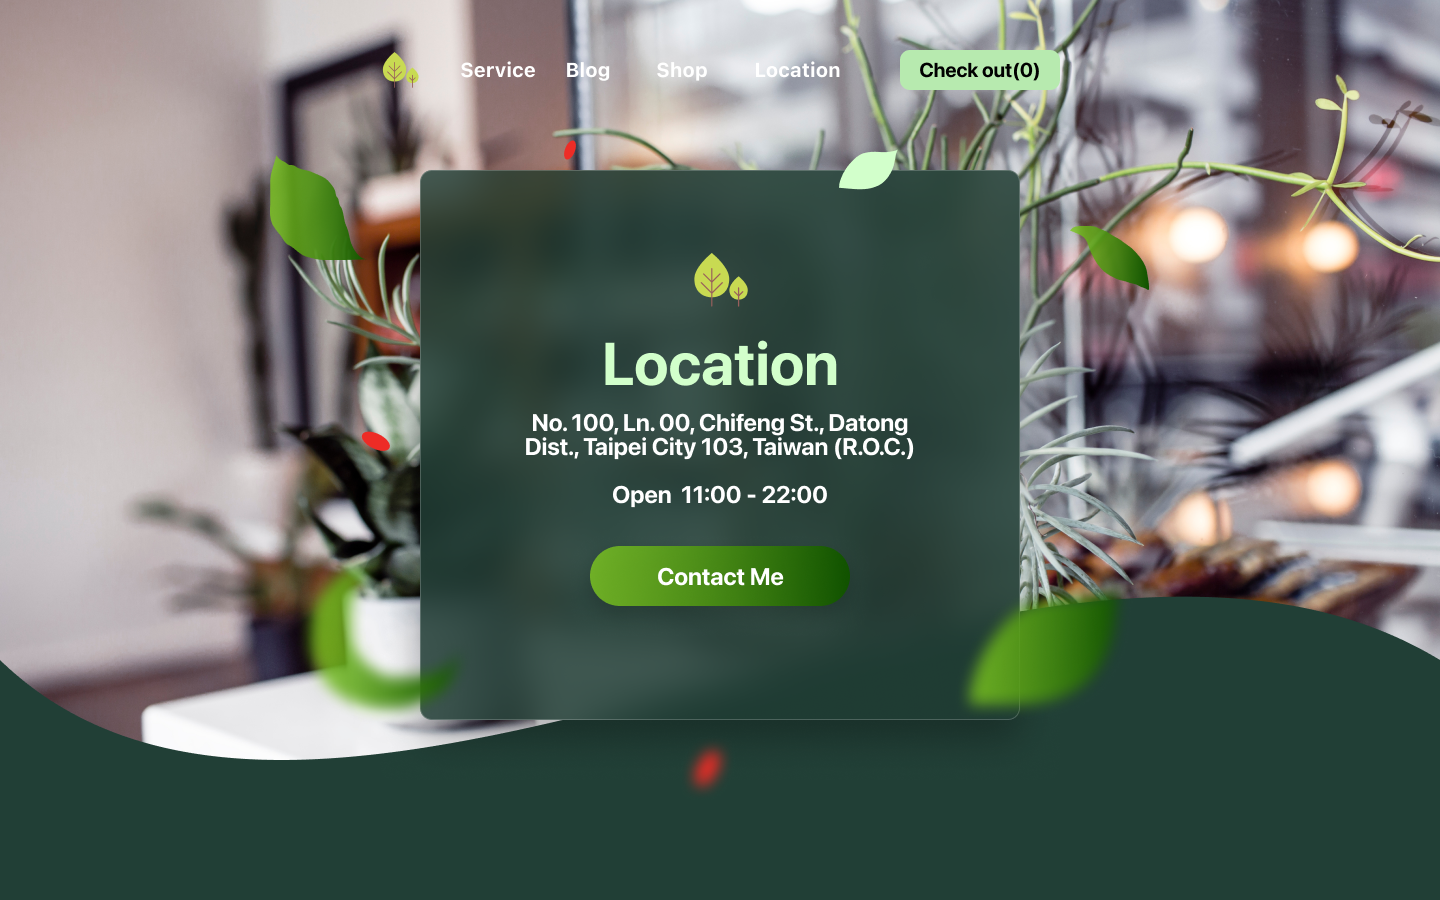 Service Blog Shop Location Check out(0)
Location
No. 100, Ln. 00, Chifeng St., Datong
Dist., Taipei City 103, Taiwan (R.O.C.)
Open 11:00 - 22:00
Contact Me